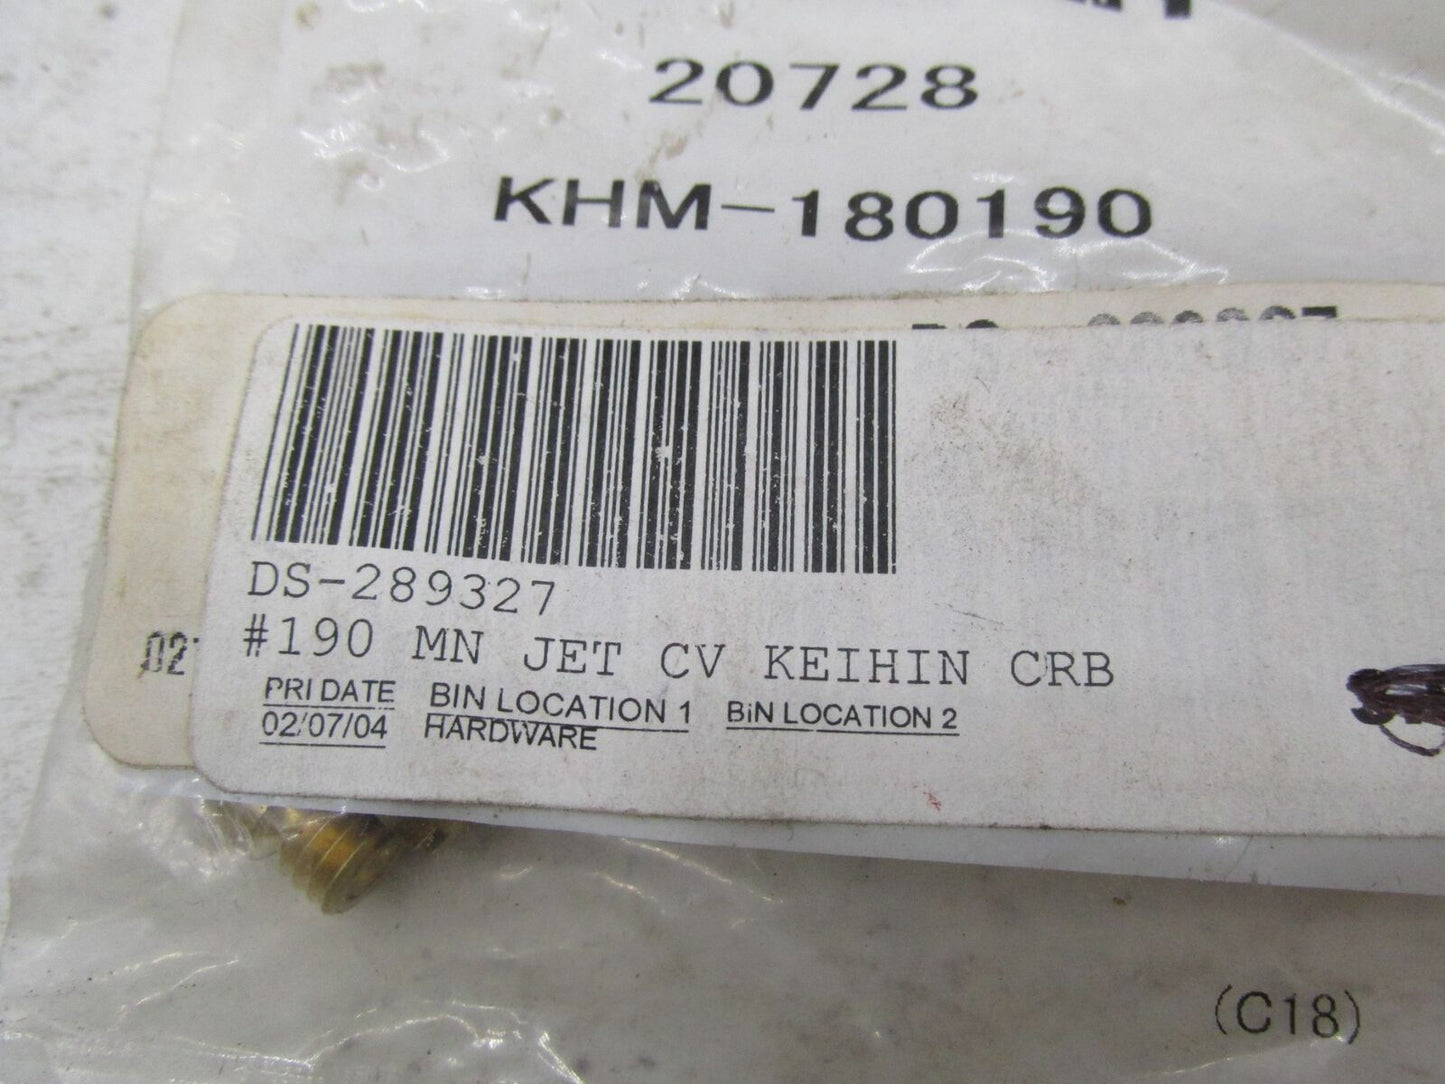 20728
KHM-180190
DS-289327
#190 MN JET CV KEIHIN CRB
PRI DATE BIN LOCATION 1 BiN LOCATION 2
02/07/04 HARDWARE
(C18)